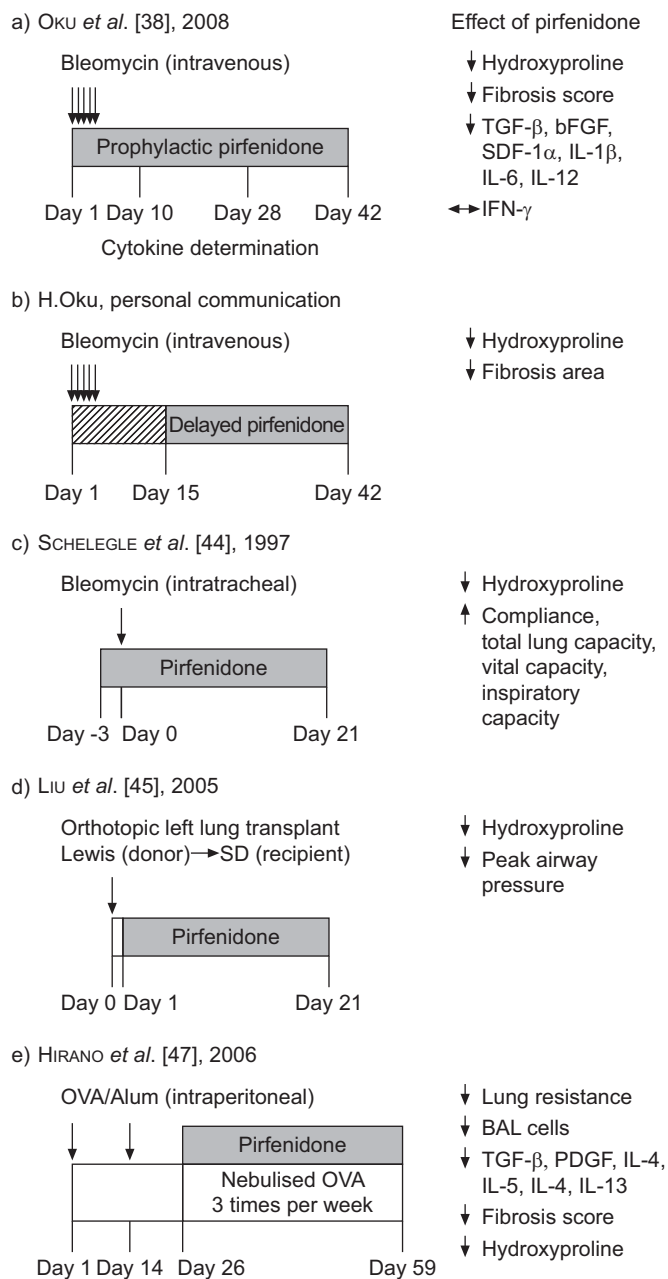 a) OKU et al. [38], 2008
Effect of pirfenidone
Bleomycin (intravenous)
Prophylactic pirfenidone
Day 1 Day 10 Day 28 Day 42
Cytokine determination
Hydroxyproline
Fibrosis score
TGF-β, bFGF,
SDF-1α, IL-1β,
IL-6, IL-12
IFN-γ
b) H.Oku, personal communication
Bleomycin (intravenous)
Delayed pirfenidone
Day 1 Day 15 Day 42
Hydroxyproline
Fibrosis area
c) SCHELEGLE et al. [44], 1997
Bleomycin (intratracheal)
Pirfenidone
Day -3 Day 0 Day 21
Hydroxyproline
Compliance,
total lung capacity,
vital capacity,
inspiratory
capacity
d) LIU et al. [45], 2005
Orthotopic left lung transplant
Lewis (donor)→SD (recipient)
Pirfenidone
Day 0 Day 1 Day 21
Hydroxyproline
Peak airway
pressure
e) HIRANO et al. [47], 2006
OVA/Alum (intraperitoneal)
Pirfenidone
Nebulised OVA
3 times per week
Day 1 Day 14 Day 26 Day 59
Lung resistance
BAL cells
TGF-β, PDGF, IL-4,
IL-5, IL-4, IL-13
Fibrosis score
Hydroxyproline